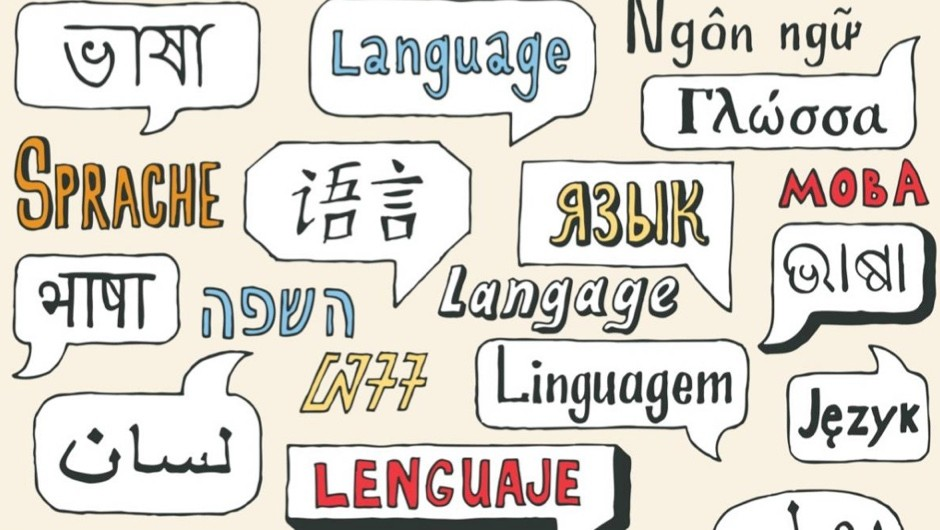 ভাষা
Language
Ngôn ngữ
Γλώσσα
SPRACHE
语言
ЯЗЫК
МОВА
भाषा
השפה
Langage
ଭାଷା
Linguagem
Język
لسان
LENGUAJE